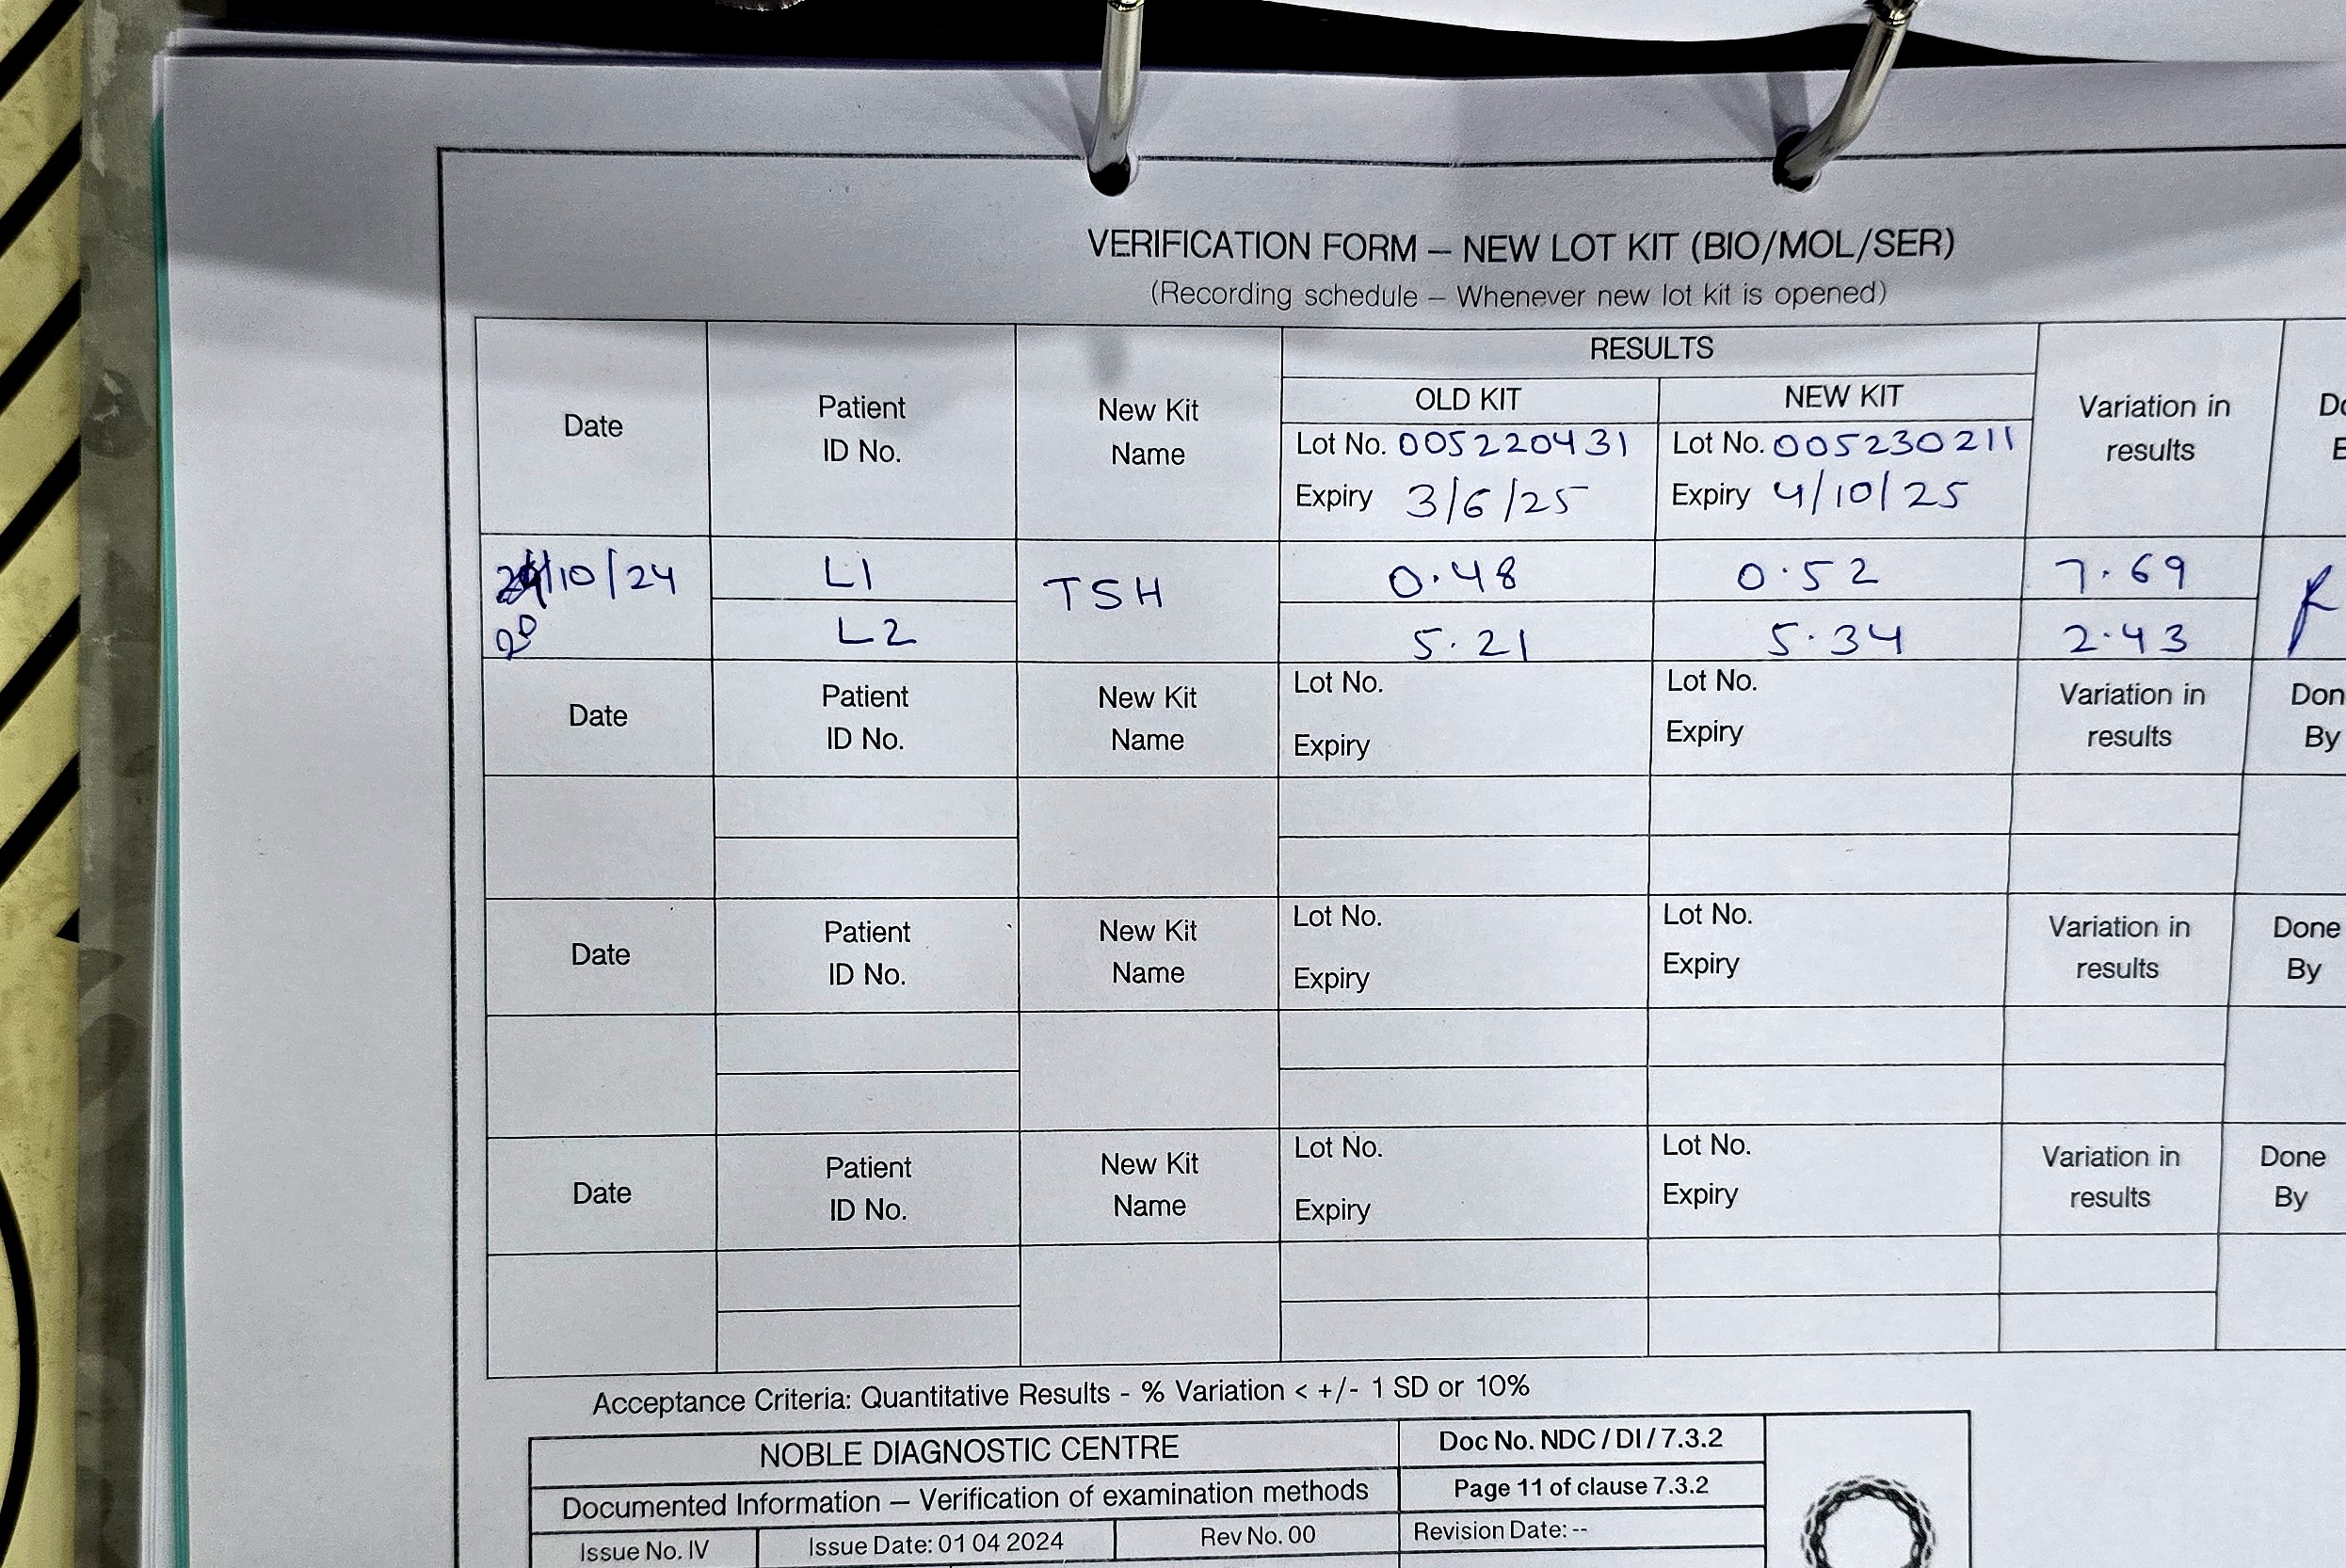 VERIFICATION FORM – NEW LOT KIT (BIO/MOL/SER)
(Recording schedule – Whenever new lot kit is opened)
Date
Patient
ID No.
New Kit
Name
RESULTS
OLD KIT
NEW KIT
Lot No. 005220431
Expiry 3/6/25
Lot No. 005230211
Expiry 4/10/25
Variation in
results
/10/24
L1
TSH
0.48
0.52
7.69
L2
5.21
5.34
2.43
Date
Patient
ID No.
New Kit
Name
Lot No.
Expiry
Lot No.
Expiry
Variation in
results
By
Date
Patient
ID No.
New Kit
Name
Lot No.
Expiry
Lot No.
Expiry
Variation in
results
Done
By
Date
Patient
ID No.
New Kit
Name
Lot No.
Expiry
Lot No.
Expiry
Variation in
results
Done
By
Acceptance Criteria: Quantitative Results - % Variation < +/- 1 SD or 10%
NOBLE DIAGNOSTIC CENTRE
Doc No. NDC / DI / 7.3.2
Documented Information – Verification of examination methods
Page 11 of clause 7.3.2
Issue No. IV
Issue Date: 01 04 2024
Rev No. 00
Revision Date: --